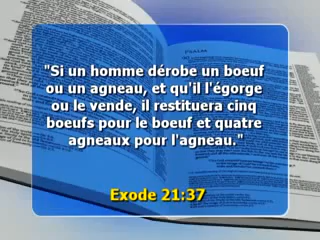 "Si un homme dérobe un boeuf
ou un agneau, et qu'il l'égorge
ou le vende, il restituera cinq
boeufs pour le boeuf et quatre
agneaux pour l'agneau."
Exode 21:37